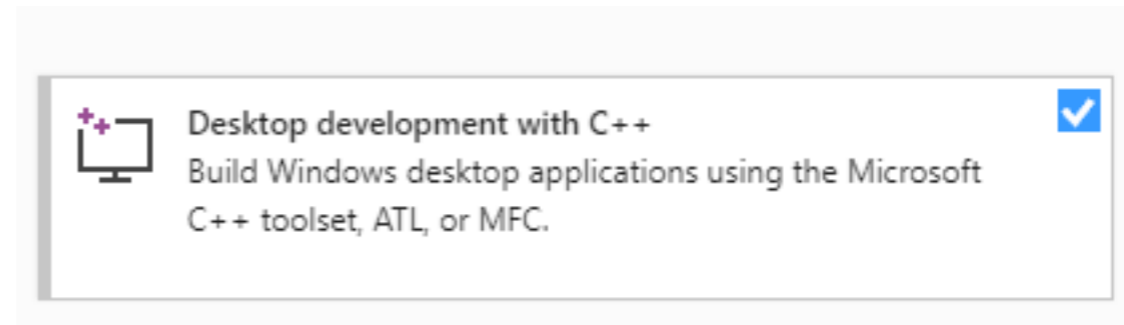 Desktop development with C++
Build Windows desktop applications using the Microsoft
C++ toolset, ATL, or MFC.